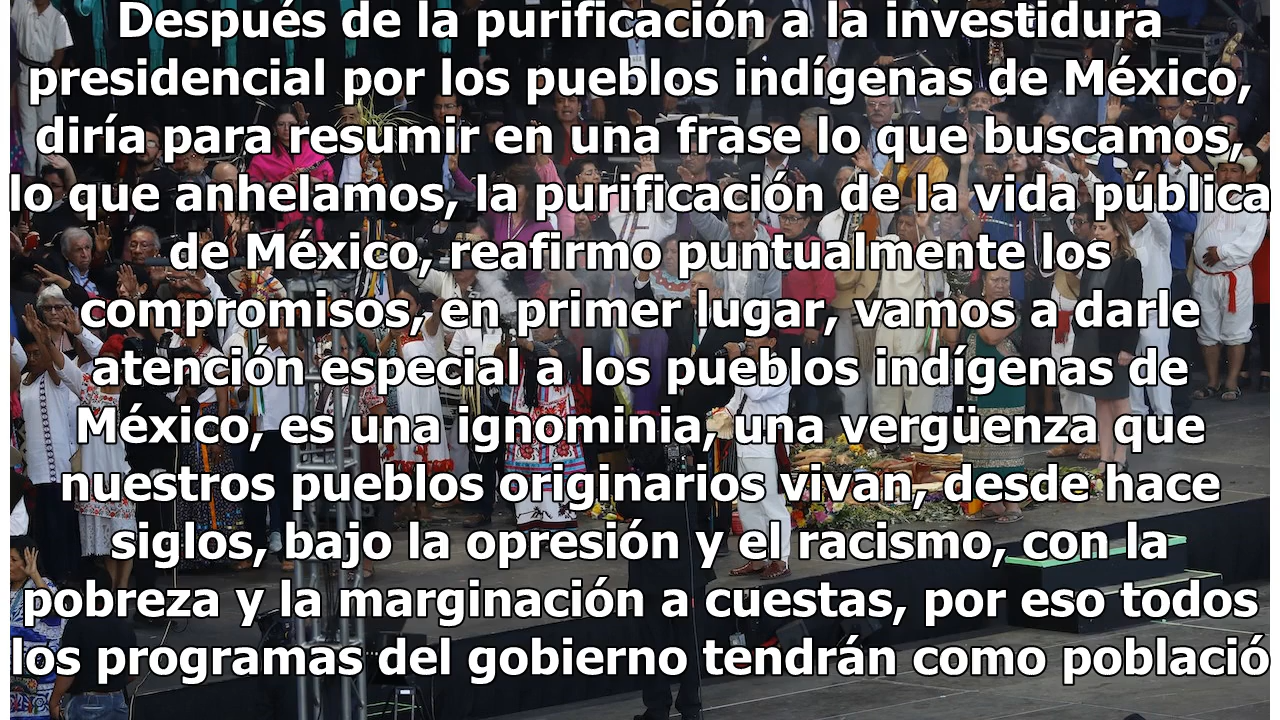 Después de la purificación a la investidura
presidencial por los pueblos indígenas de México,
diría para resumir en una frase lo que buscamos,
lo que anhelamos, la purificación de la vida pública
de México, reafirmo puntualmente los
compromisos, en primer lugar, vamos a darle
atención especial a los pueblos indígenas de
México, es una ignominia, una vergüenza que
nuestros pueblos originarios vivan, desde hace
siglos, bajo la opresión y el racismo, con la
pobreza y la marginación a cuestas, por eso todos
los programas del gobierno tendrán como població